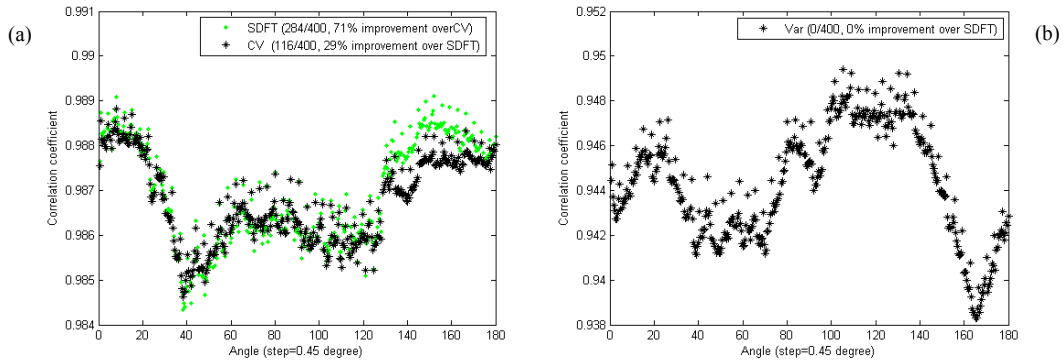 (a)
0.991
0.99
0.989
0.988
0.987
0.986
0.985
0.984
Correlation coefficient
SDFT (284/400, 71% improvement overCV)
CV (116/400, 29% improvement over SDFT)
0 20 40 60 80 100 120 140 160 180
Angle (step=0.45 degree)
0.952
0.95
0.948
0.946
0.944
0.942
0.94
0.938
Correlation coefficient
Var (0/400, 0% improvement over SDFT)
0 20 40 60 80 100 120 140 160 180
Angle (step=0.45 degree)
(b)